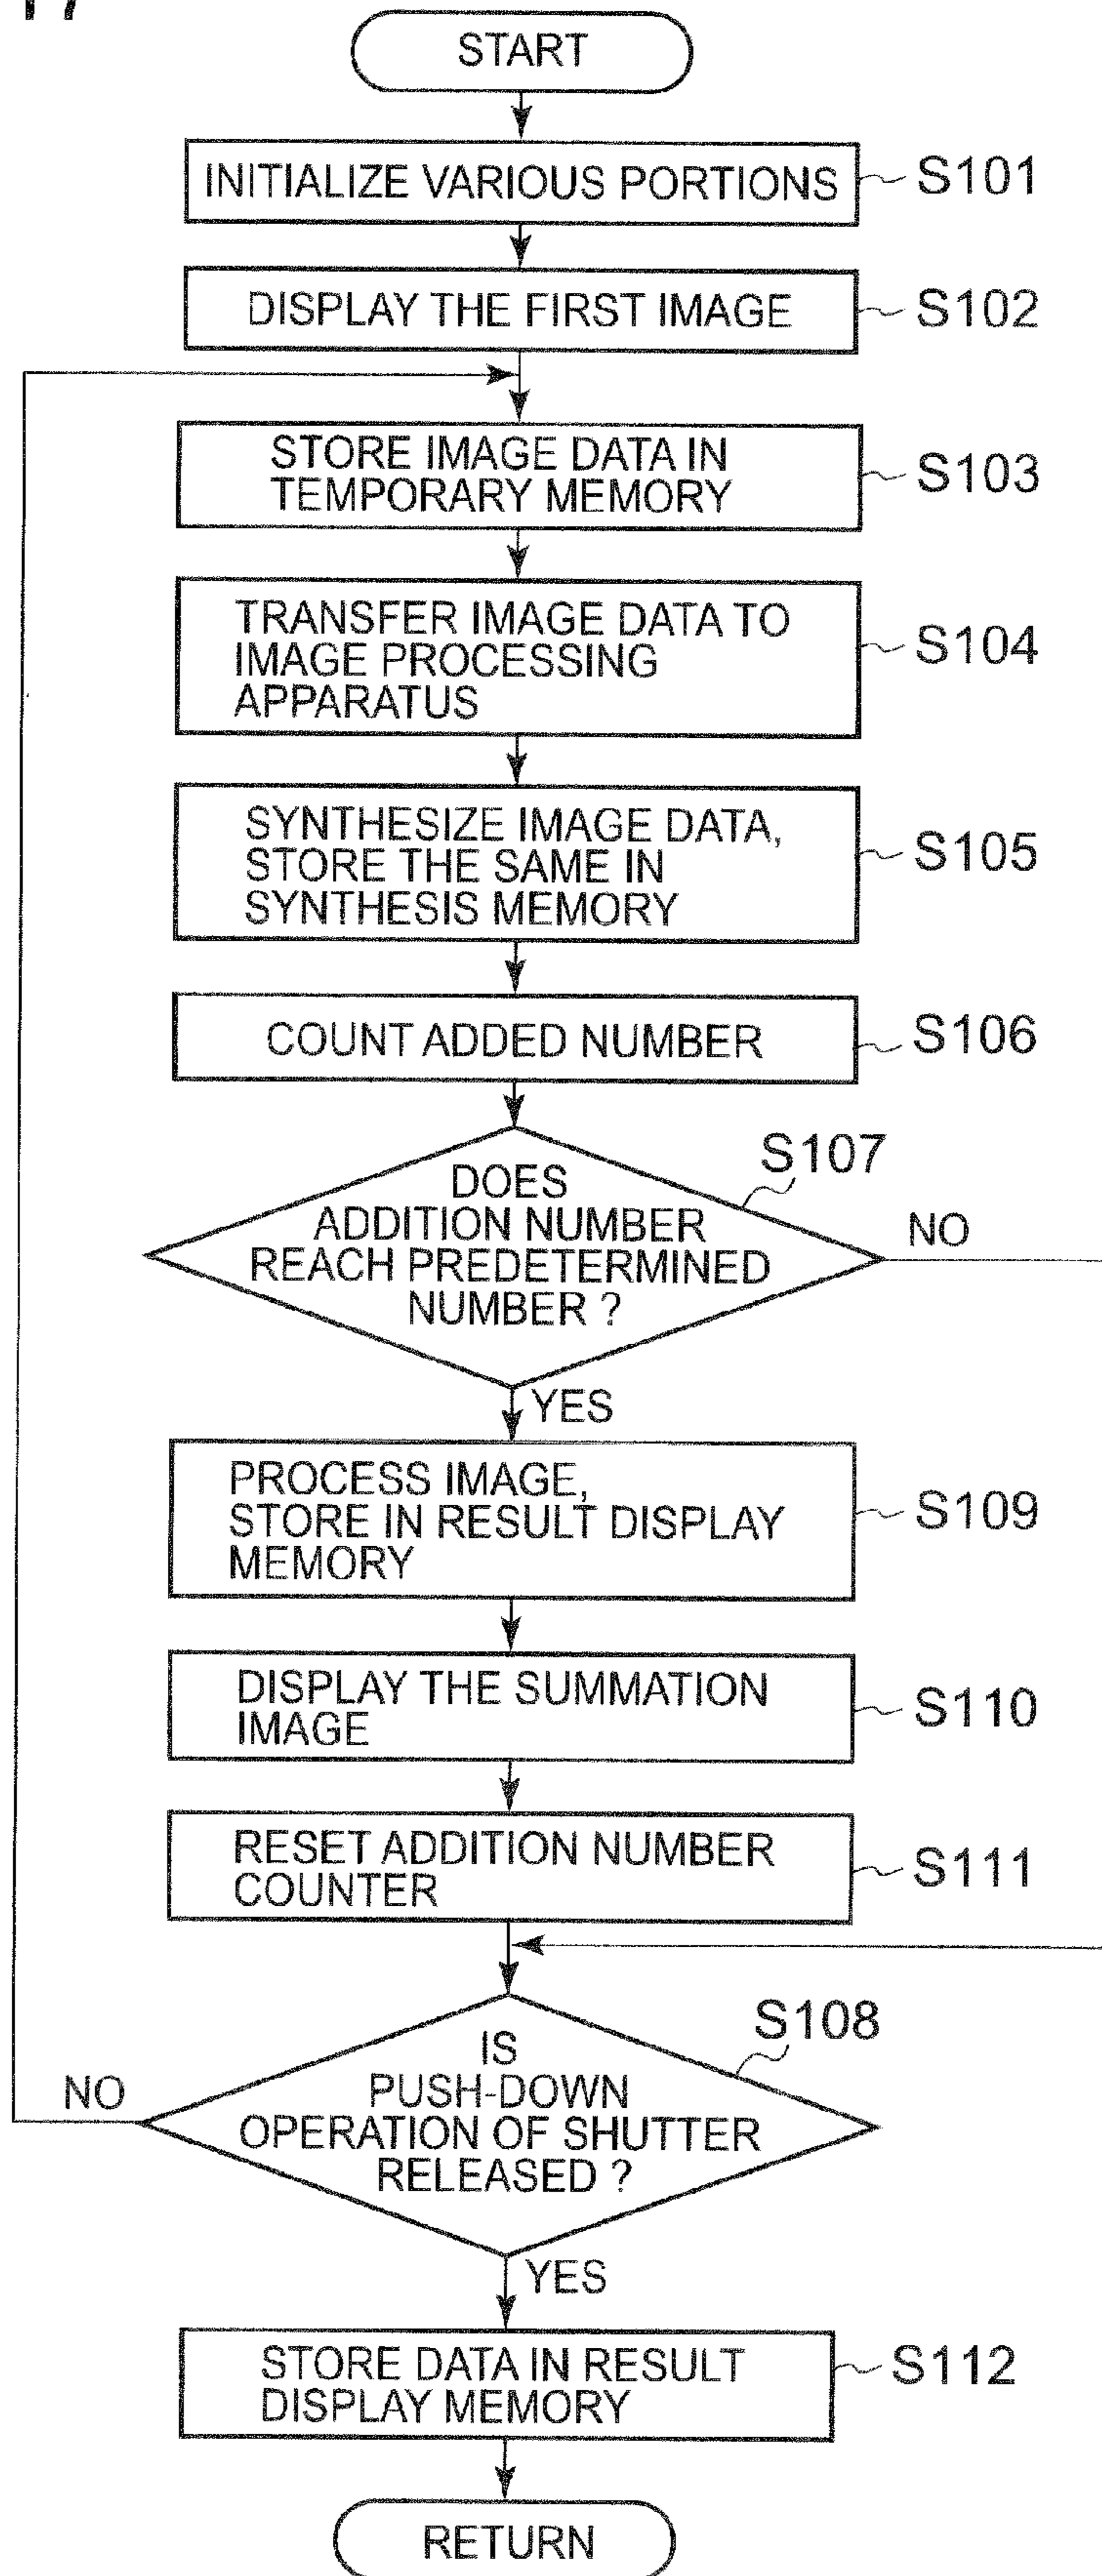 START
INITIALIZE VARIOUS PORTIONS
S101
DISPLAY THE FIRST IMAGE
S102
STORE IMAGE DATA IN
TEMPORARY MEMORY
S103
TRANSFER IMAGE DATA TO
IMAGE PROCESSING
APPARATUS
S104
SYNTHESIZE IMAGE DATA,
STORE THE SAME IN
SYNTHESIS MEMORY
S105
COUNT ADDED NUMBER
S106
S107
DOES
ADDITION NUMBER
REACH PREDETERMINED
NUMBER ?
NO
YES
PROCESS IMAGE,
STORE IN RESULT DISPLAY
MEMORY
S109
DISPLAY THE SUMMATION
IMAGE
S110
RESET ADDITION NUMBER
COUNTER
S111
S108
IS
PUSH-DOWN
OPERATION OF SHUTTER
RELEASED ?
NO
YES
STORE DATA IN RESULT
DISPLAY MEMORY
S112
RETURN